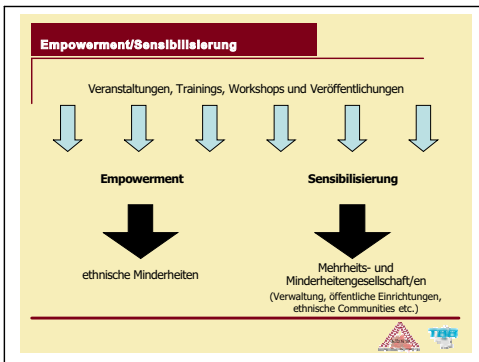 Empowerment/Sensibilisierung
Veranstaltungen, Trainings, Workshops und Veröffentlichungen
Empowerment
Sensibilisierung
ethnische Minderheiten
Mehrheits- und
Minderheitengesellschaft/en
(Verwaltung, öffentliche Einrichtungen,
ethnische Communities etc.)
TBB